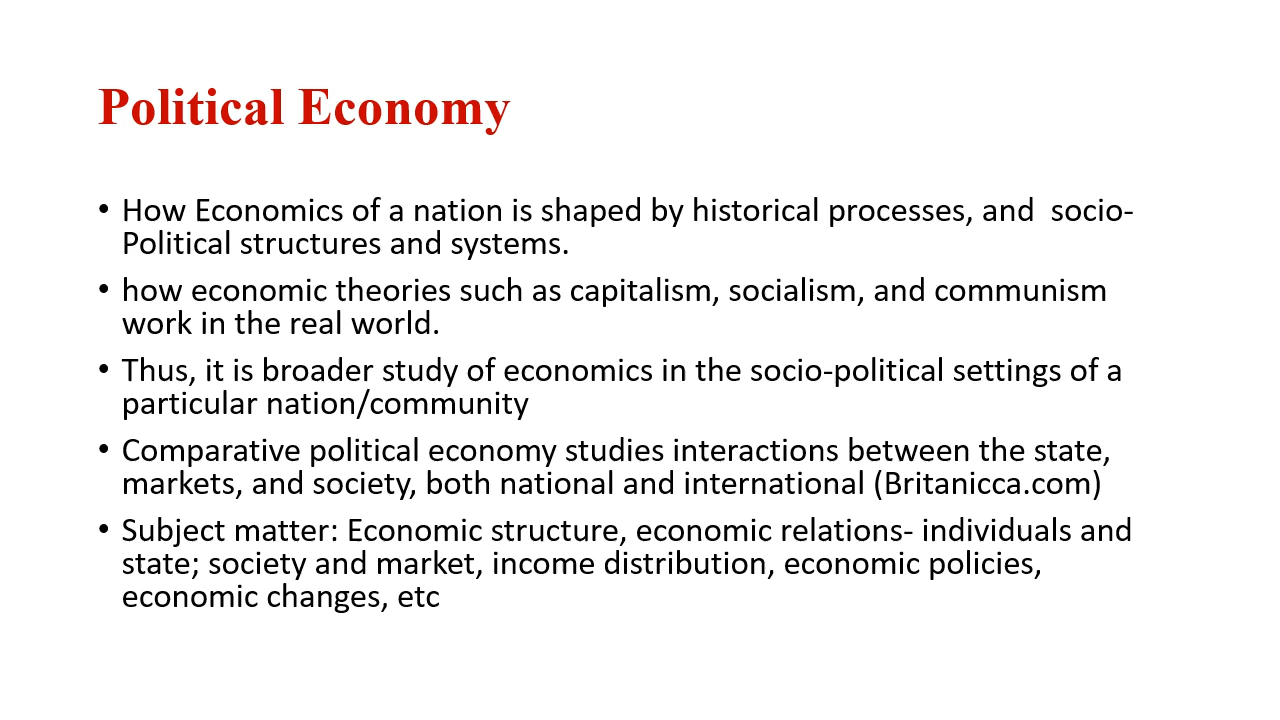 Political Economy
• How Economics of a nation is shaped by historical processes, and  socio-
Political structures and systems.
• how economic theories such as capitalism, socialism, and communism
work in the real world.
• Thus, it is broader study of economics in the socio-political settings of a
particular nation/community
• Comparative political economy studies interactions between the state,
markets, and society, both national and international (Britanicca.com)
• Subject matter: Economic structure, economic relations- individuals and
state; society and market, income distribution, economic policies,
economic changes, etc